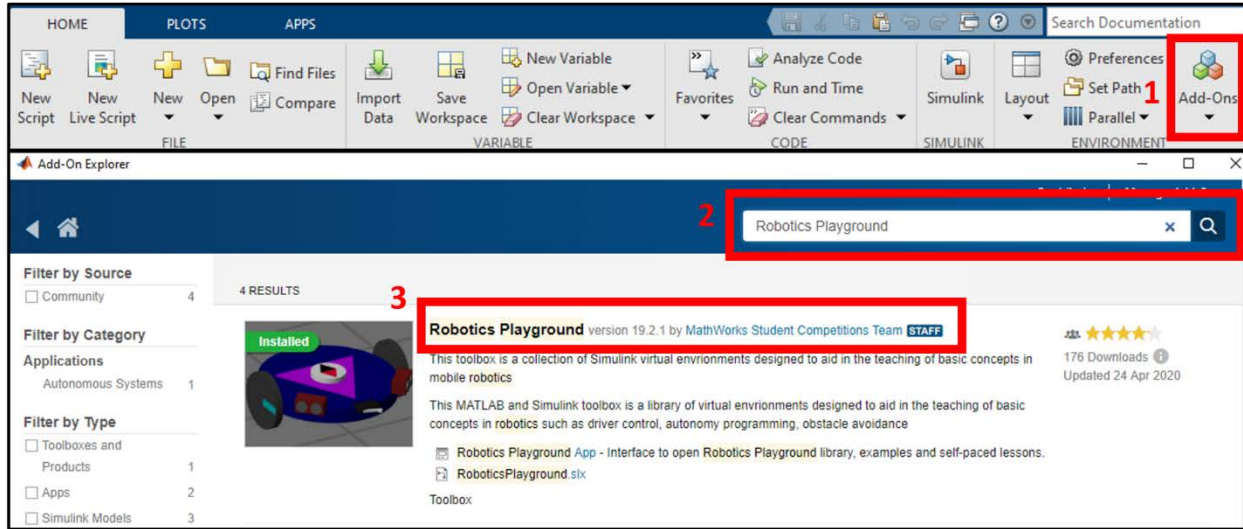 HOME PLOTS APPS Search Documentation
New Script
New Live Script
New
Open
Find Files
Compare
FILE
Import Data
Save Workspace
New Variable
Open Variable
Clear Workspace
VARIABLE
Favorites
Analyze Code
Run and Time
Clear Commands
CODE
Simulink
SIMULINK
Layout
Preferences
Set Path
Parallel
ENVIRONMENT
1
Add-Ons
Add-On Explorer
2
Robotics Playground
Filter by Source
Community 4
Filter by Category
Applications
Autonomous Systems 1
Filter by Type
Toolboxes and
Products 1
Apps 2
Simulink Models 3
4 RESULTS
3
Installed
Robotics Playground version 19.2.1 by MathWorks Student Competitions Team STAFF
This toolbox is a collection of Simulink virtual envrionments designed to aid in the teaching of basic concepts in
mobile robotics
This MATLAB and Simulink toolbox is a library of virtual envrionments designed to aid in the teaching of basic
concepts in robotics such as driver control, autonomy programming, obstacle avoidance
Robotics Playground App - Interface to open Robotics Playground library, examples and self-paced lessons.
RoboticsPlayground.slx
Toolbox
176 Downloads
Updated 24 Apr 2020